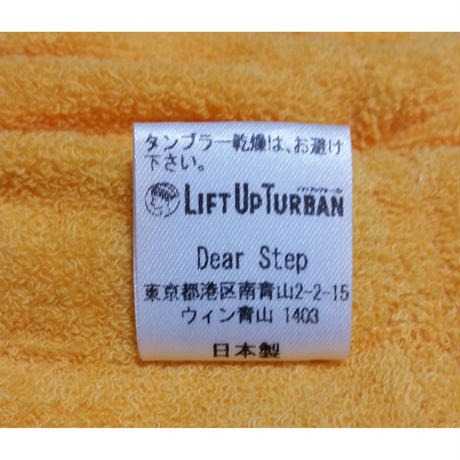 タンブラー乾燥は、お避け
下さい。
LIFT UP TURBAN
Dear Step
東京都港区南青山2-2-15
ウィン青山 1403
日本製